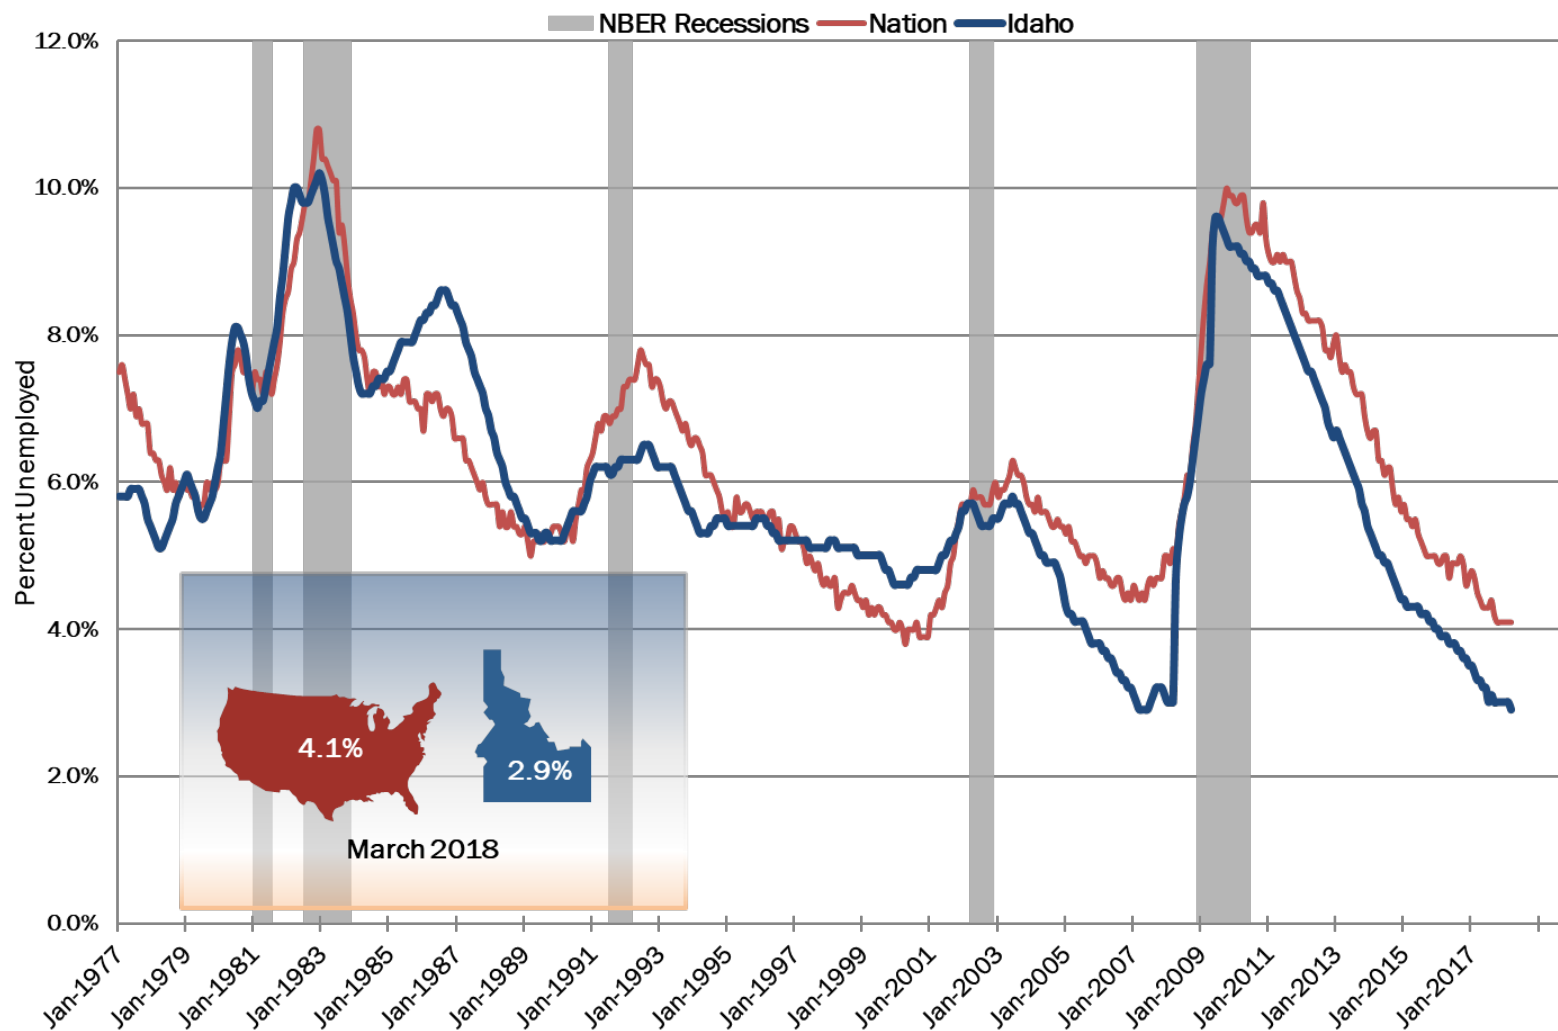 NBER Recessions Nation Idaho
12.0%
10.0%
8.0%
6.0%
4.0%
2.0%
0.0%
Percent Unemployed
4.1%
2.9%
March 2018
Jan-1977
Jan-1979
Jan-1981
Jan-1983
Jan-1985
Jan-1987
Jan-1989
Jan-1991
Jan-1993
Jan-1995
Jan-1997
Jan-1999
Jan-2001
Jan-2003
Jan-2005
Jan-2007
Jan-2009
Jan-2011
Jan-2013
Jan-2015
Jan-2017